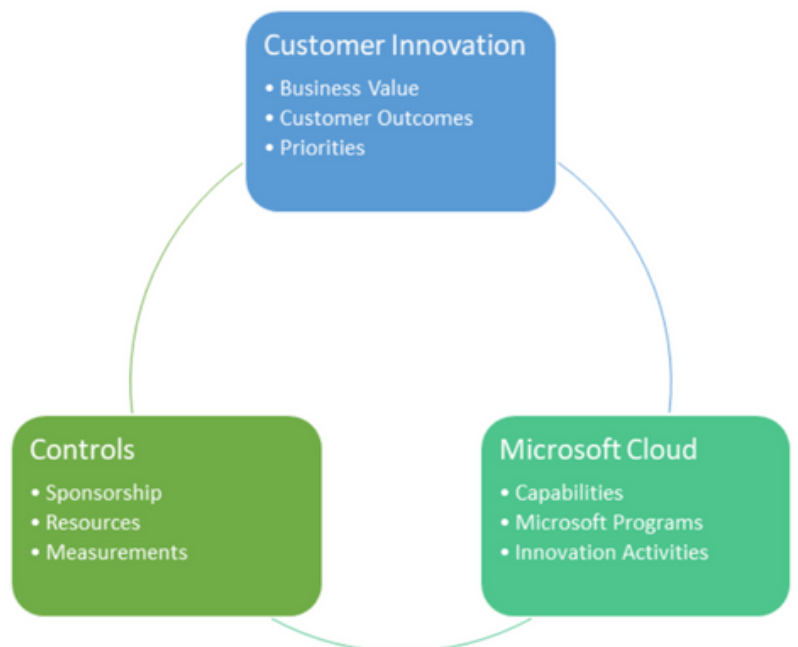 Customer Innovation
• Business Value
• Customer Outcomes
• Priorities
Controls
• Sponsorship
• Resources
• Measurements
Microsoft Cloud
• Capabilities
• Microsoft Programs
• Innovation Activities